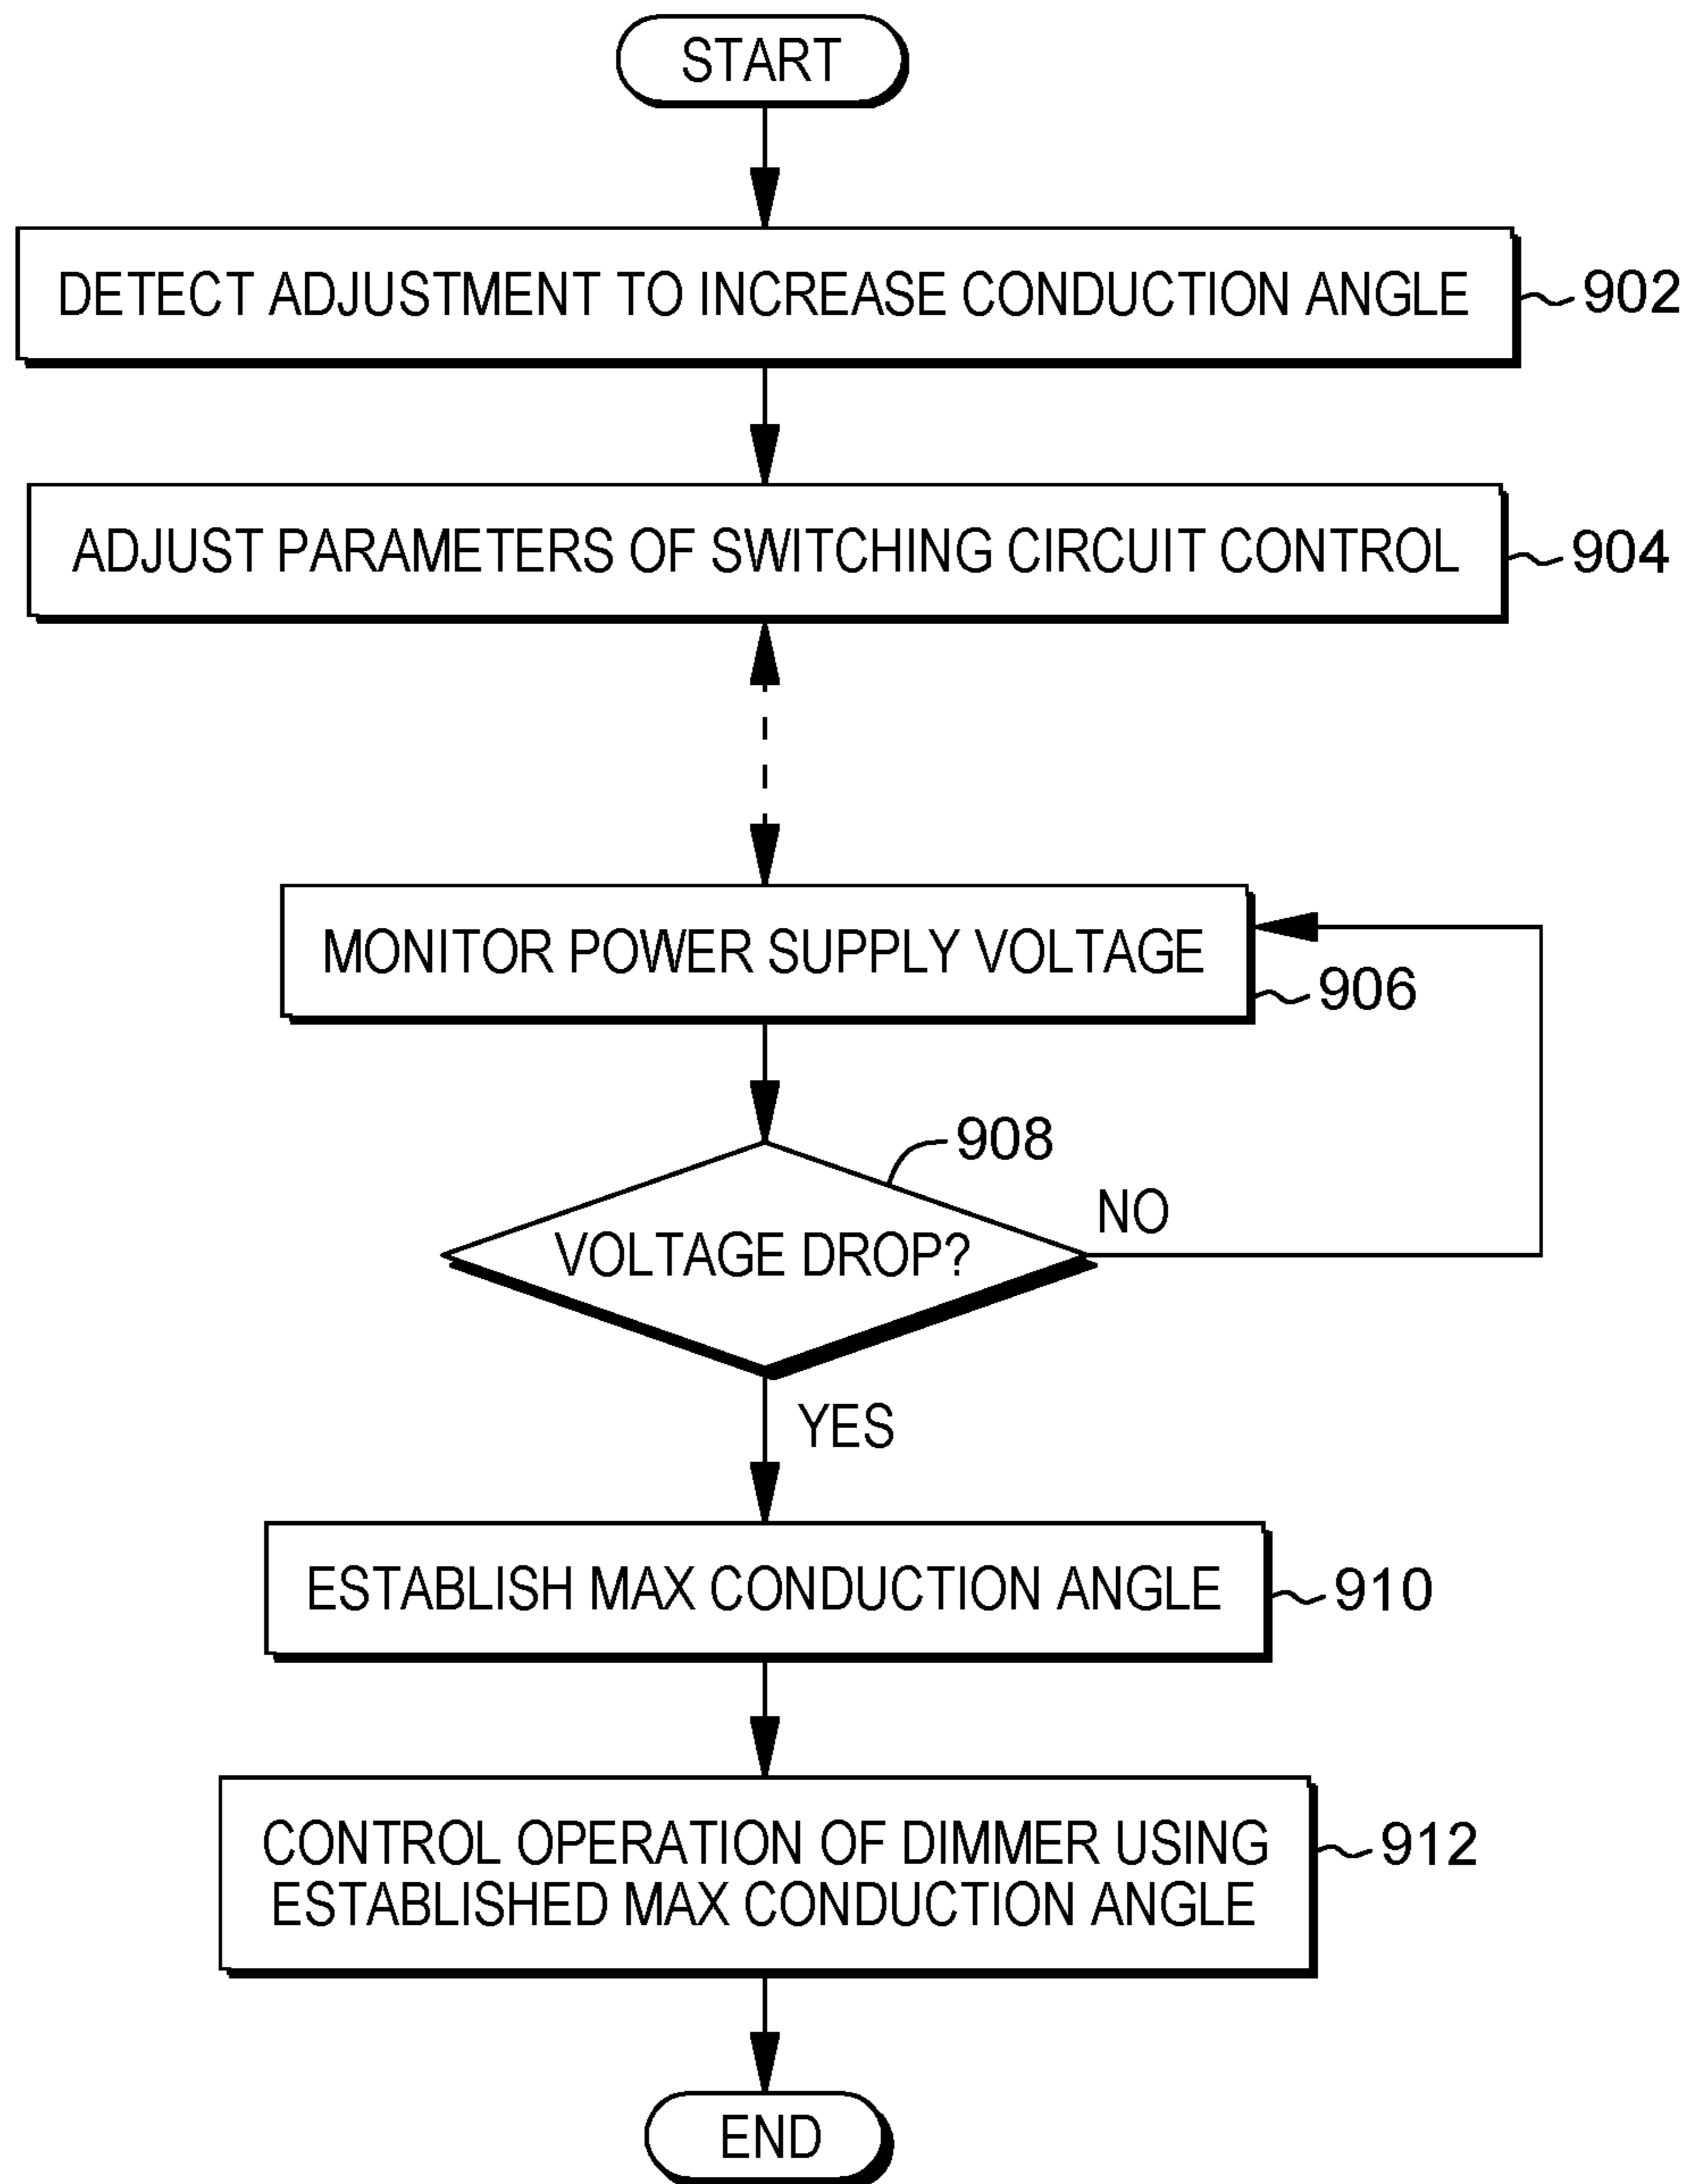 START
DETECT ADJUSTMENT TO INCREASE CONDUCTION ANGLE
902
ADJUST PARAMETERS OF SWITCHING CIRCUIT CONTROL
904
MONITOR POWER SUPPLY VOLTAGE
906
908
VOLTAGE DROP?
NO
YES
ESTABLISH MAX CONDUCTION ANGLE
910
CONTROL OPERATION OF DIMMER USING
ESTABLISHED MAX CONDUCTION ANGLE
912
END